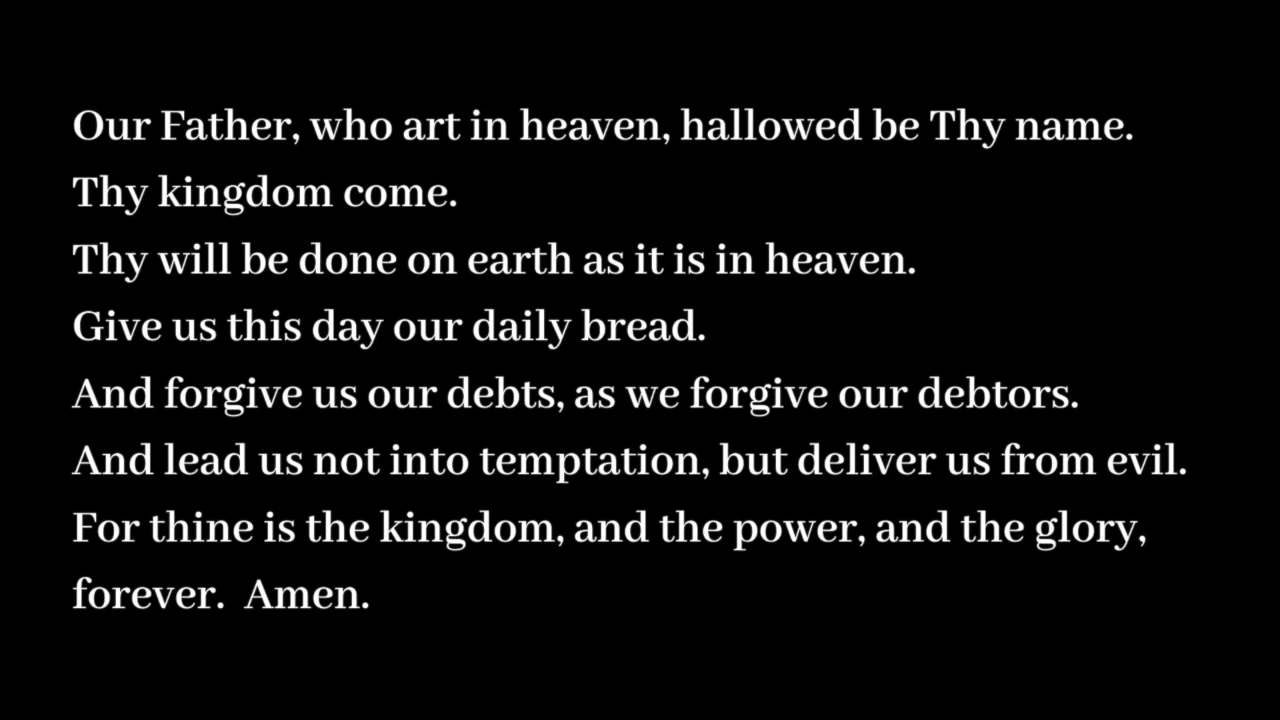 Our Father, who art in heaven, hallowed be Thy name.
Thy kingdom come.
Thy will be done on earth as it is in heaven.
Give us this day our daily bread.
And forgive us our debts, as we forgive our debtors.
And lead us not into temptation, but deliver us from evil.
For thine is the kingdom, and the power, and the glory,
forever.  Amen.